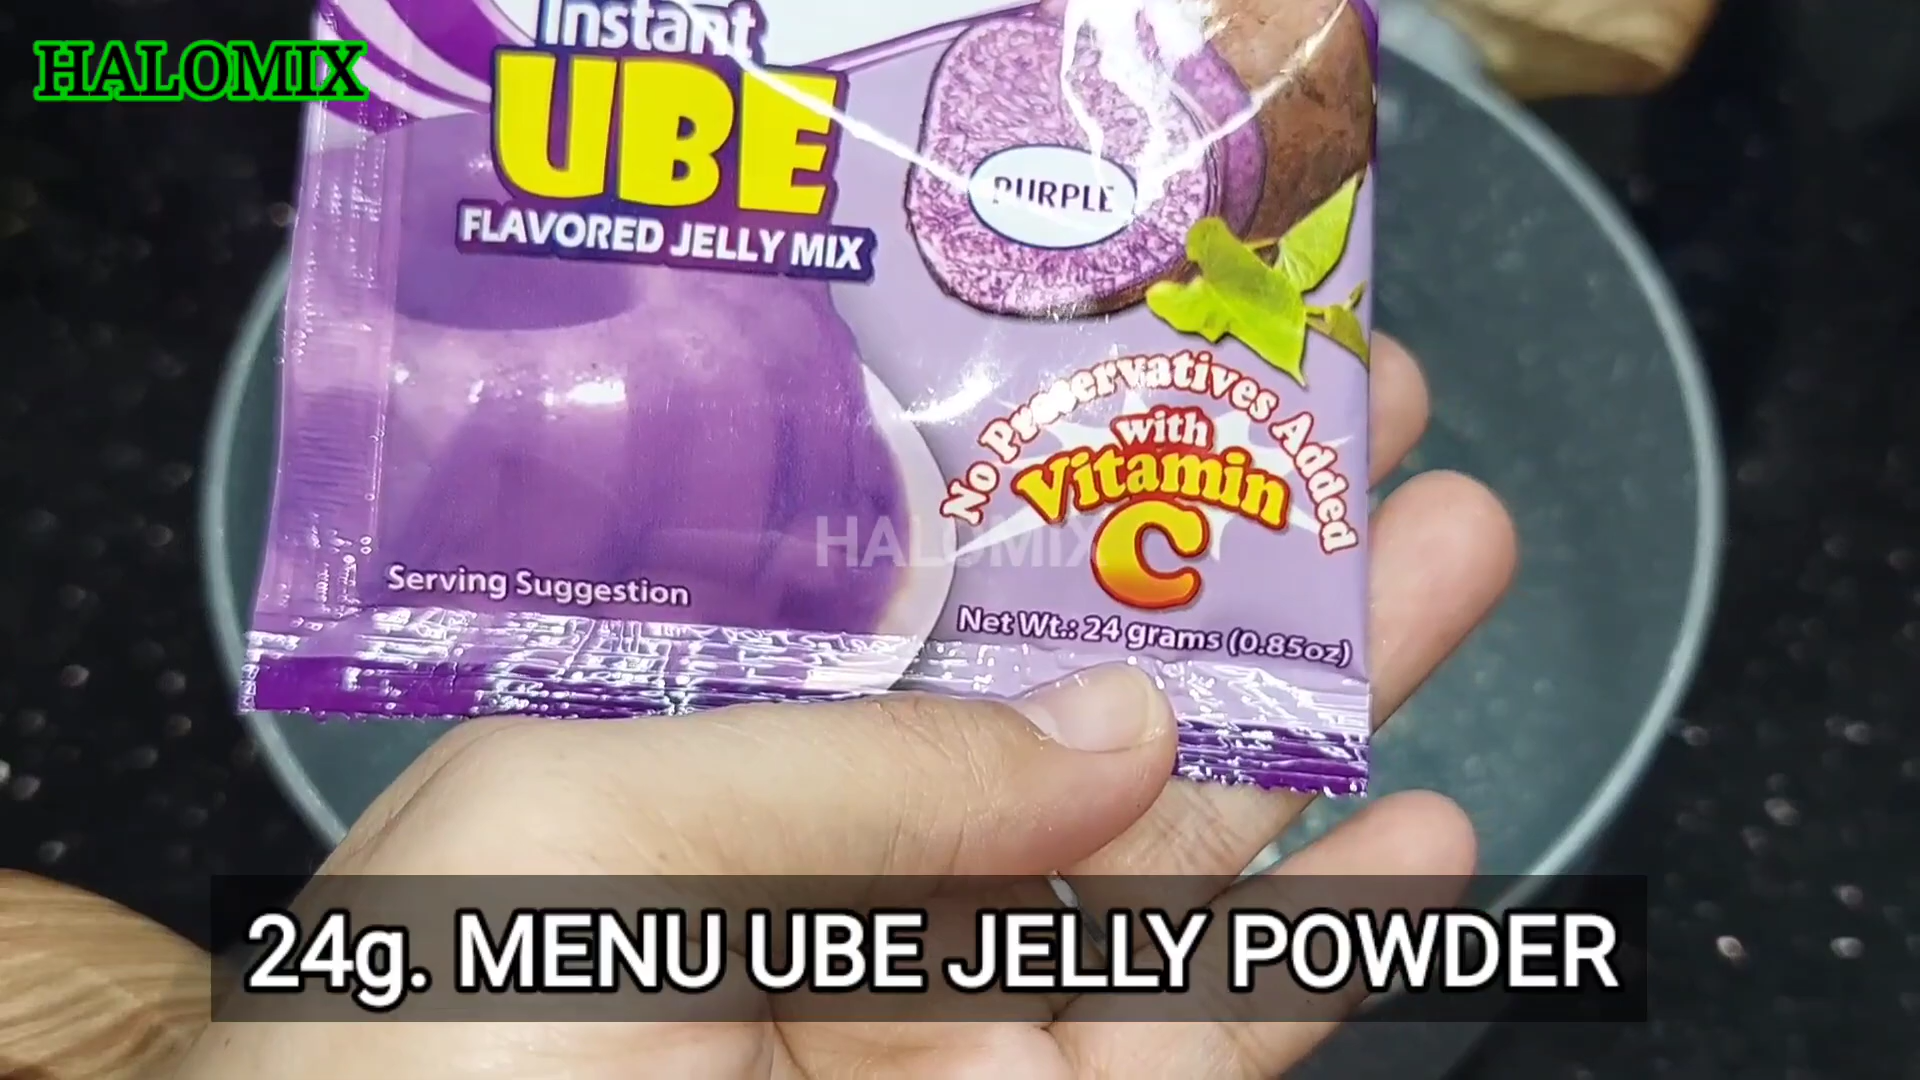 HALOMIX
Instant
UBE
FLAVORED JELLY MIX
PURPLE
No Preservatives Added
with
Vitamin
C
HALOMIX
Serving Suggestion
Net Wt.: 24 grams (0.85oz)
24g. MENU UBE JELLY POWDER